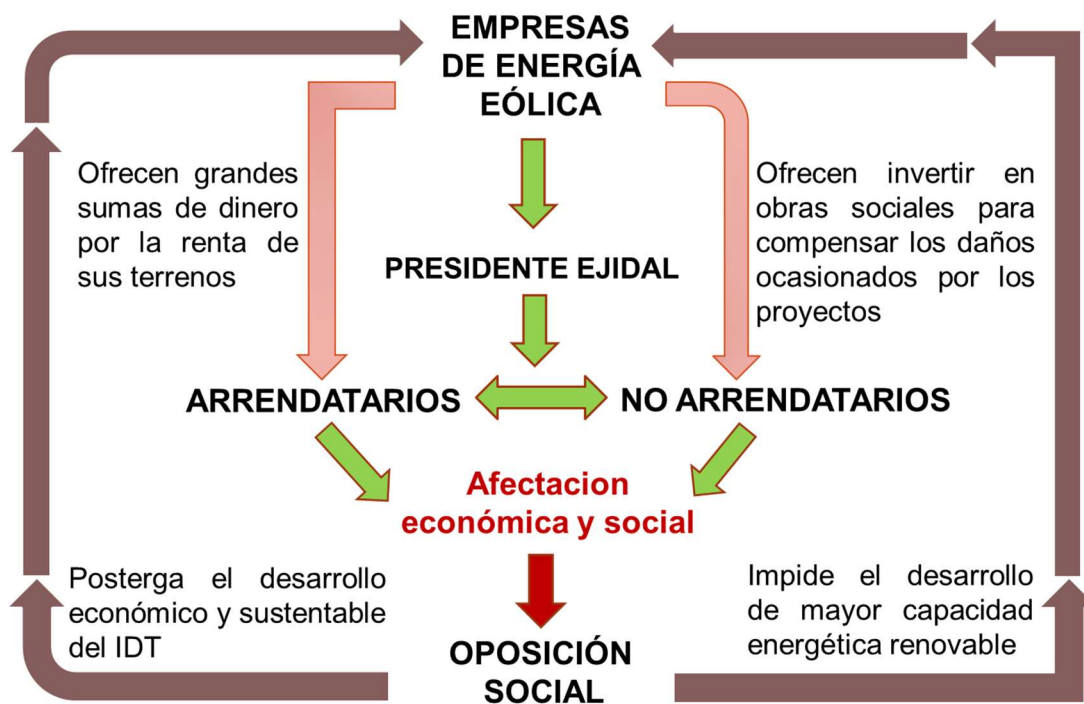 EMPRESAS
DE ENERGÍA
EÓLICA
Ofrecen grandes
sumas de dinero
por la renta de
sus terrenos
Ofrecen invertir en
obras sociales para
compensar los daños
ocasionados por los
proyectos
PRESIDENTE EJIDAL
ARRENDATARIOS
NO ARRENDATARIOS
Afectacion
económica y social
Posterga el desarrollo
económico y sustentable
del IDT
Impide el desarrollo
de mayor capacidad
energética renovable
OPOSICIÓN
SOCIAL